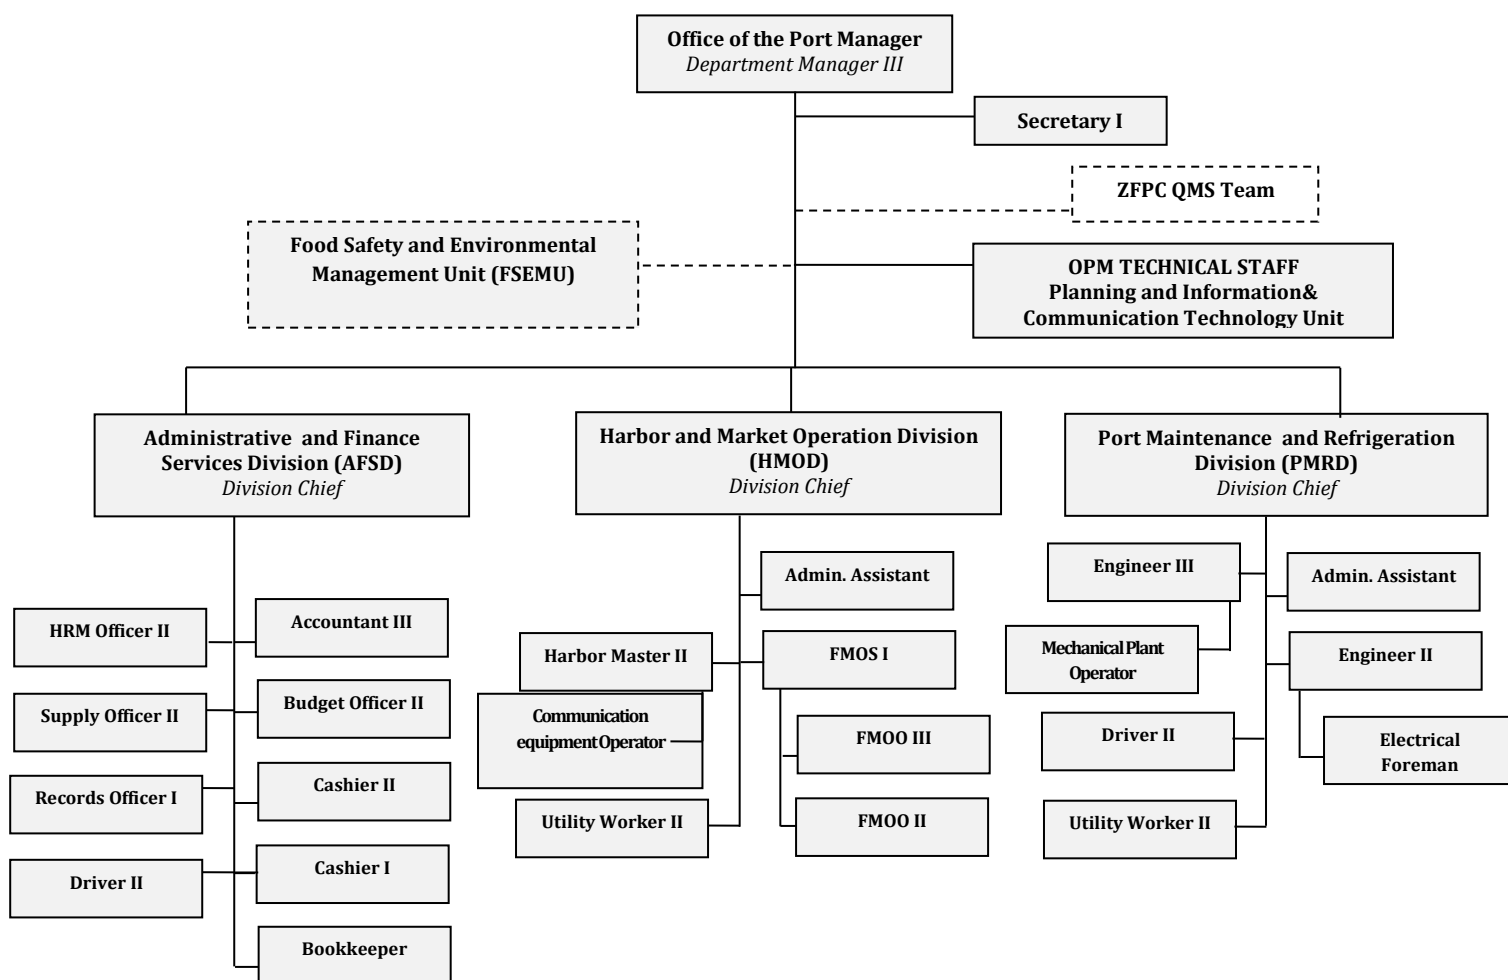 Office of the Port Manager
Department Manager III
Secretary I
ZFPC QMS Team
Food Safety and Environmental
Management Unit (FSEMU)
OPM TECHNICAL STAFF
Planning and Information&
Communication Technology Unit
Administrative and Finance
Services Division (AFSD)
Division Chief
Harbor and Market Operation Division
(HMOD)
Division Chief
Port Maintenance and Refrigeration
Division (PMRD)
Division Chief
HRM Officer II
Accountant III
Supply Officer II
Budget Officer II
Records Officer I
Cashier II
Driver II
Cashier I
Bookkeeper
Admin. Assistant
Harbor Master II
FMOS I
Communication
equipment Operator
FMOO III
Utility Worker II
FMOO II
Engineer III
Admin. Assistant
Mechanical Plant
Operator
Engineer II
Driver II
Electrical
Foreman
Utility Worker II